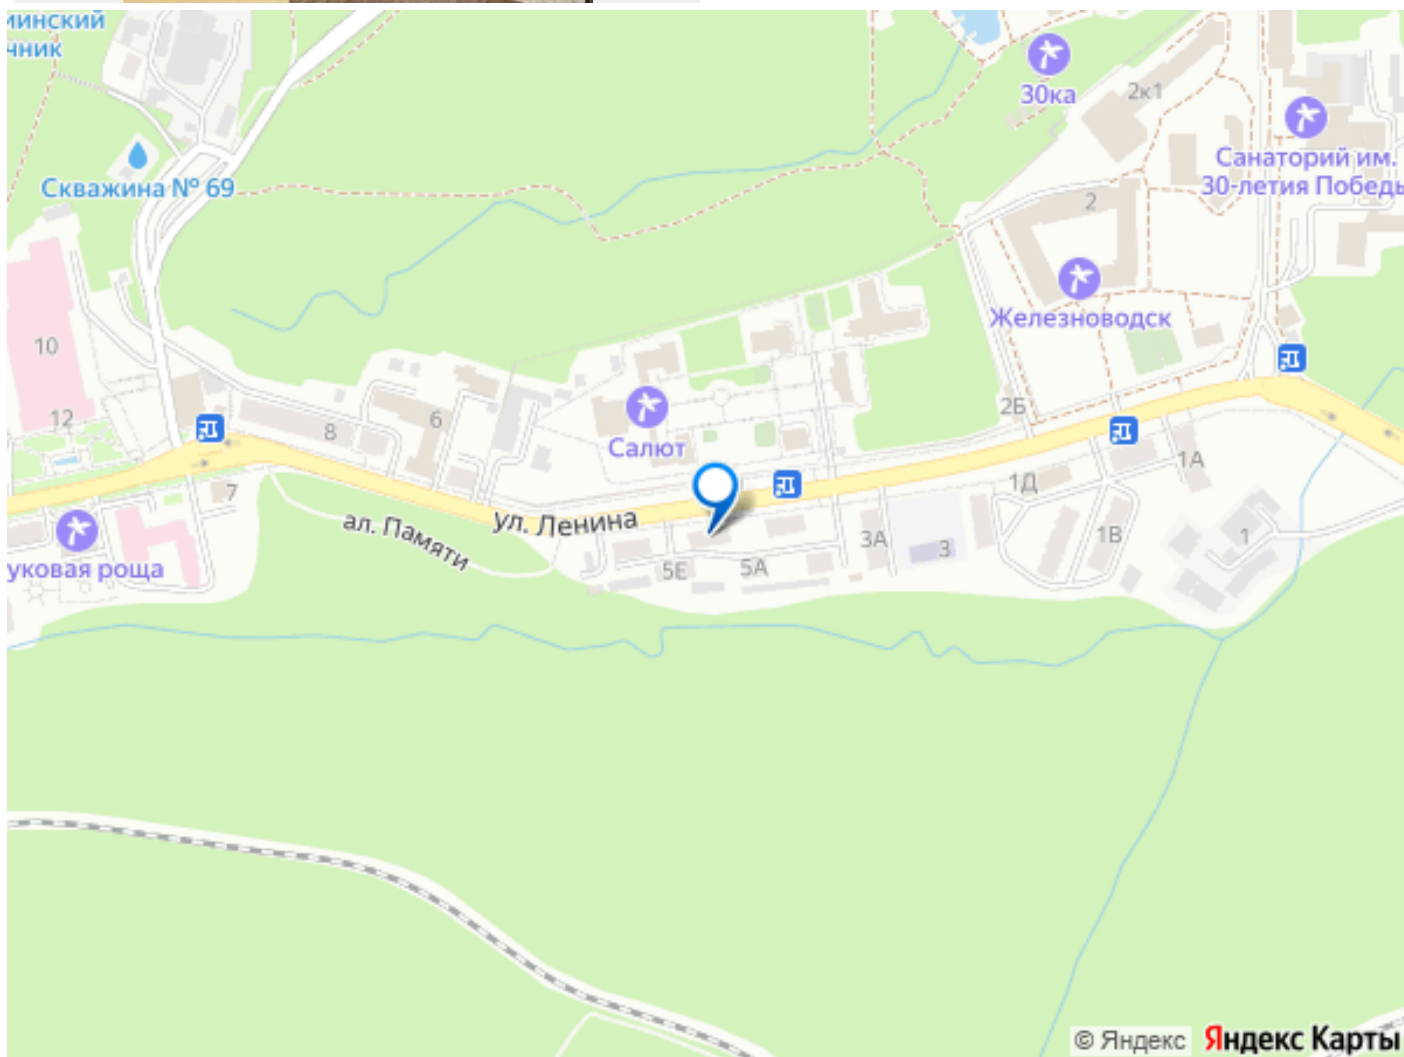 минский
чник
30ка
2к1
Санаторий им.
30-летия Победь
Скважина № 69
2
Железноводск
10
12
8
6
Салют
2Б
7
ал. Памяти
ул. Ленина
1Д
1А
3А
3
1В
1
уковая роща
5Е
5А
© Яндекс Яндекс Карты